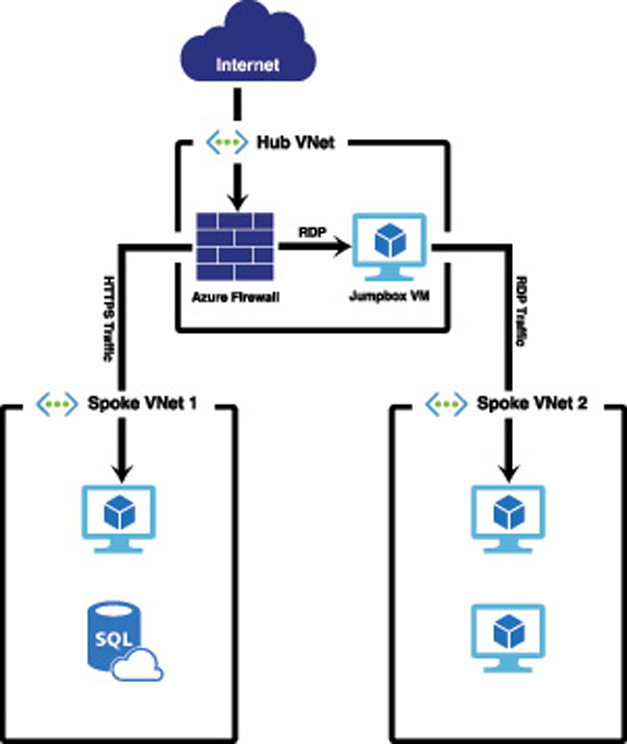 Internet
Hub VNet
RDP
Azure Firewall
Jumpbox VM
HTTPS Traffic
RDP Traffic
Spoke VNet 1
Spoke VNet 2
SQL